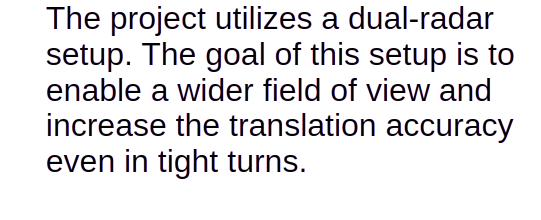 The project utilizes a dual-radar
setup. The goal of this setup is to
enable a wider field of view and
increase the translation accuracy
even in tight turns.